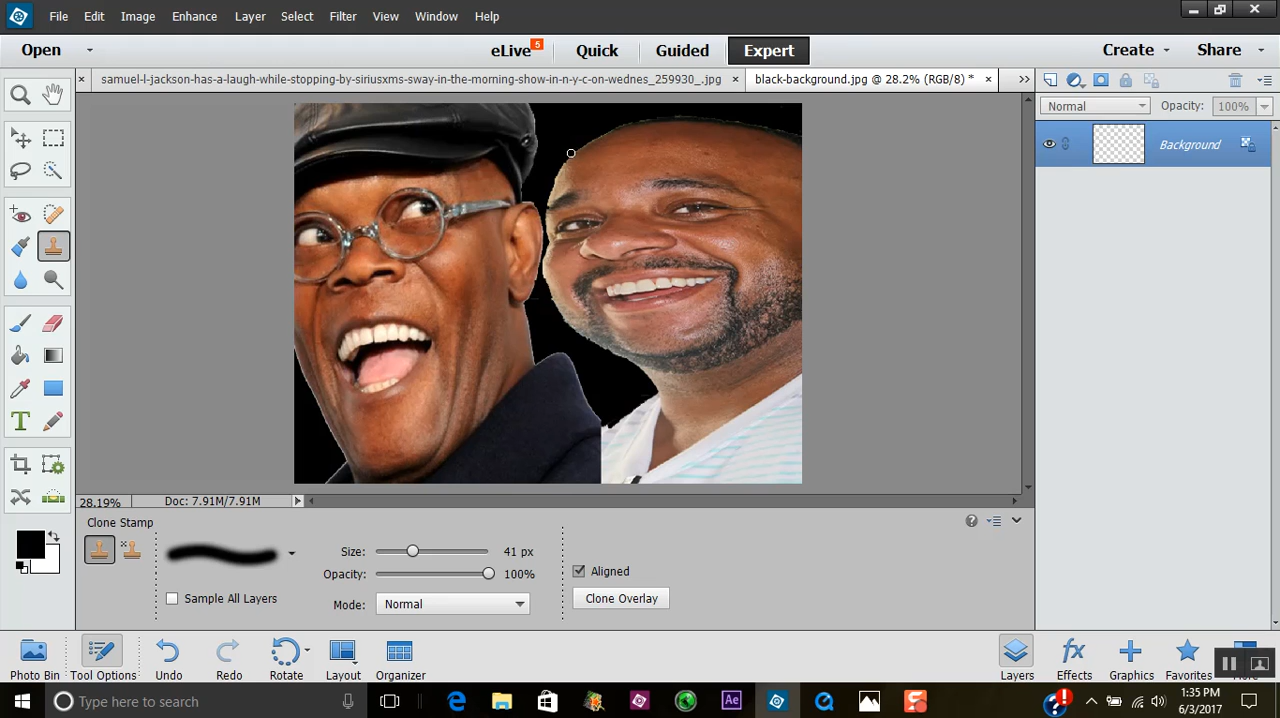 File Edit Image Enhance Layer Select Filter View Window Help
Open eLive 5 Quick Guided Expert Create Share
samuel-l-jackson-has-a-laugh-while-stopping-by-siriusxms-sway-in-the-morning-show-in-n-y-c-on-wednes_259930_.jpg × black-background.jpg @ 28.2% (RGB/8) * ×
Normal Opacity: 100%
Background
28.19% Doc: 7.91M/7.91M
Clone Stamp
Size: 41 px
Opacity: 100%
Mode: Normal
Sample All Layers
Aligned
Clone Overlay
Photo Bin Tool Options Undo Redo Rotate Layout Organizer Layers Effects Graphics Favorites
Type here to search
1:35 PM
6/3/2017